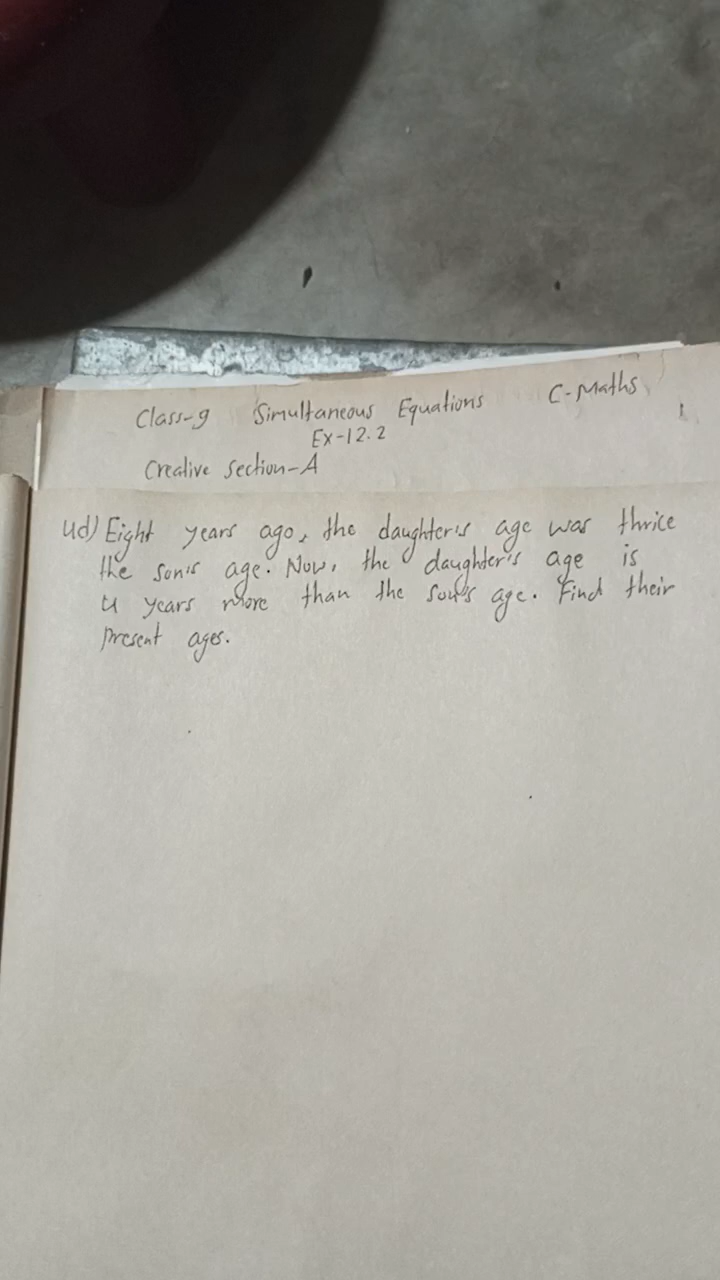 Class-9 Simultaneous Equations C-Maths
Ex-12.2
Creative section-A
4d) Eight years ago, the daughter's age was thrice
the son's age. Now, the daughter's age is
4 years more than the son's age. Find their
present ages.